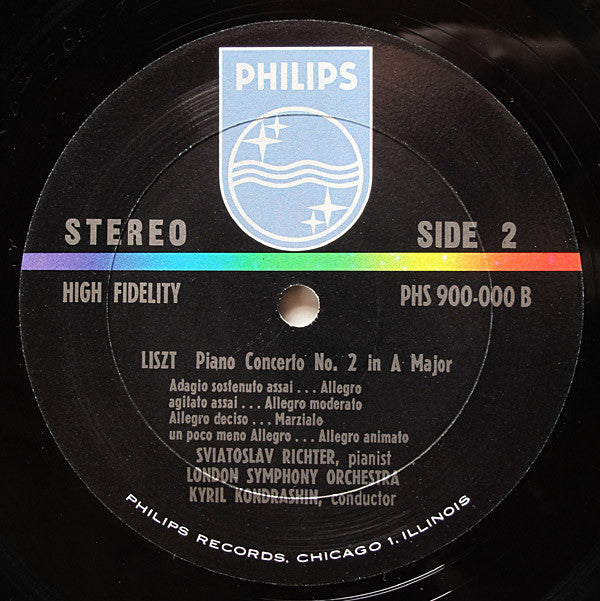 PHILIPS
STEREO
SIDE 2
HIGH FIDELITY
PHS 900-000 B
LISZT Piano Concerto No. 2 in A Major
Adagio sostenuto assai . . . Allegro
agitato assai . . . Allegro moderato
Allegro deciso . . . Marziale
un poco meno Allegro . . . Allegro animato
SVIATOSLAV RICHTER, pianist
LONDON SYMPHONY ORCHESTRA
KYRIL KONDRASHIN, conductor
PHILIPS RECORDS, CHICAGO 1, ILLINOIS